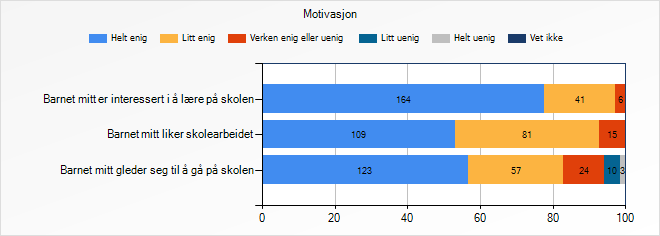 Motivasjon
Helt enig Litt enig Verken enig eller uenig Litt uenig Helt uenig Vet ikke
Barnet mitt er interessert i å lære på skolen 164 41 6
Barnet mitt liker skolearbeidet 109 81 15
Barnet mitt gleder seg til å gå på skolen 123 57 24 10 3
0 20 40 60 80 100